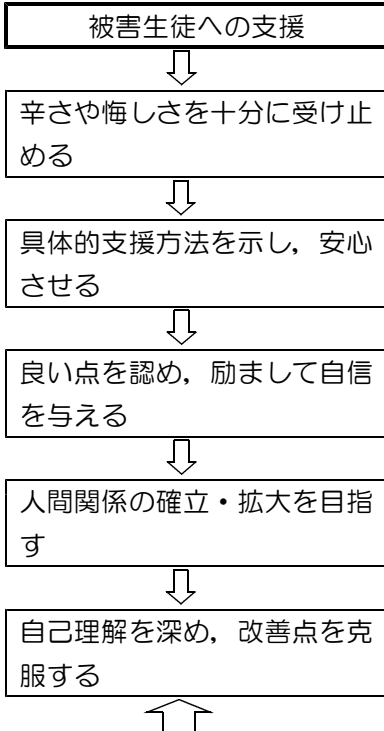 被害生徒への支援
辛さや悔しさを十分に受け止
める
具体的支援方法を示し，安心
させる
良い点を認め，励まして自信
を与える
人間関係の確立・拡大を目指
す
自己理解を深め，改善点を克
服する